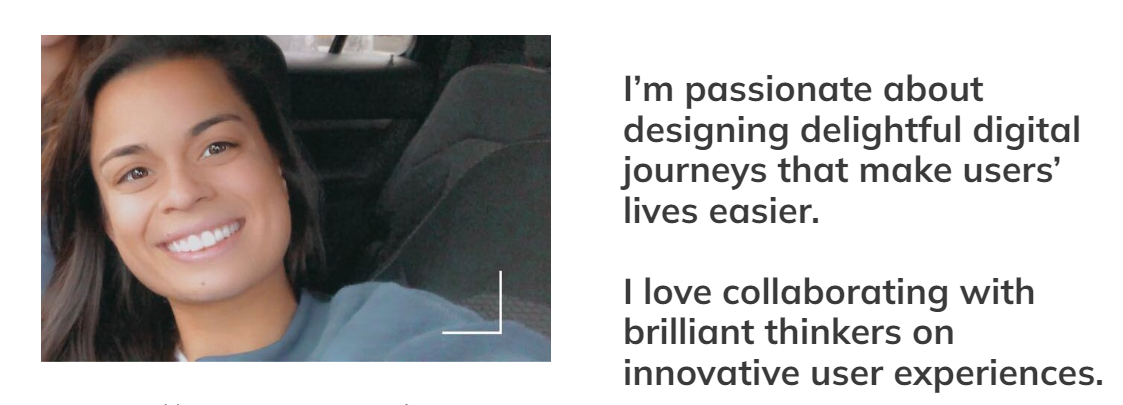 I’m passionate about
designing delightful digital
journeys that make users’
lives easier.
I love collaborating with
brilliant thinkers on
innovative user experiences.